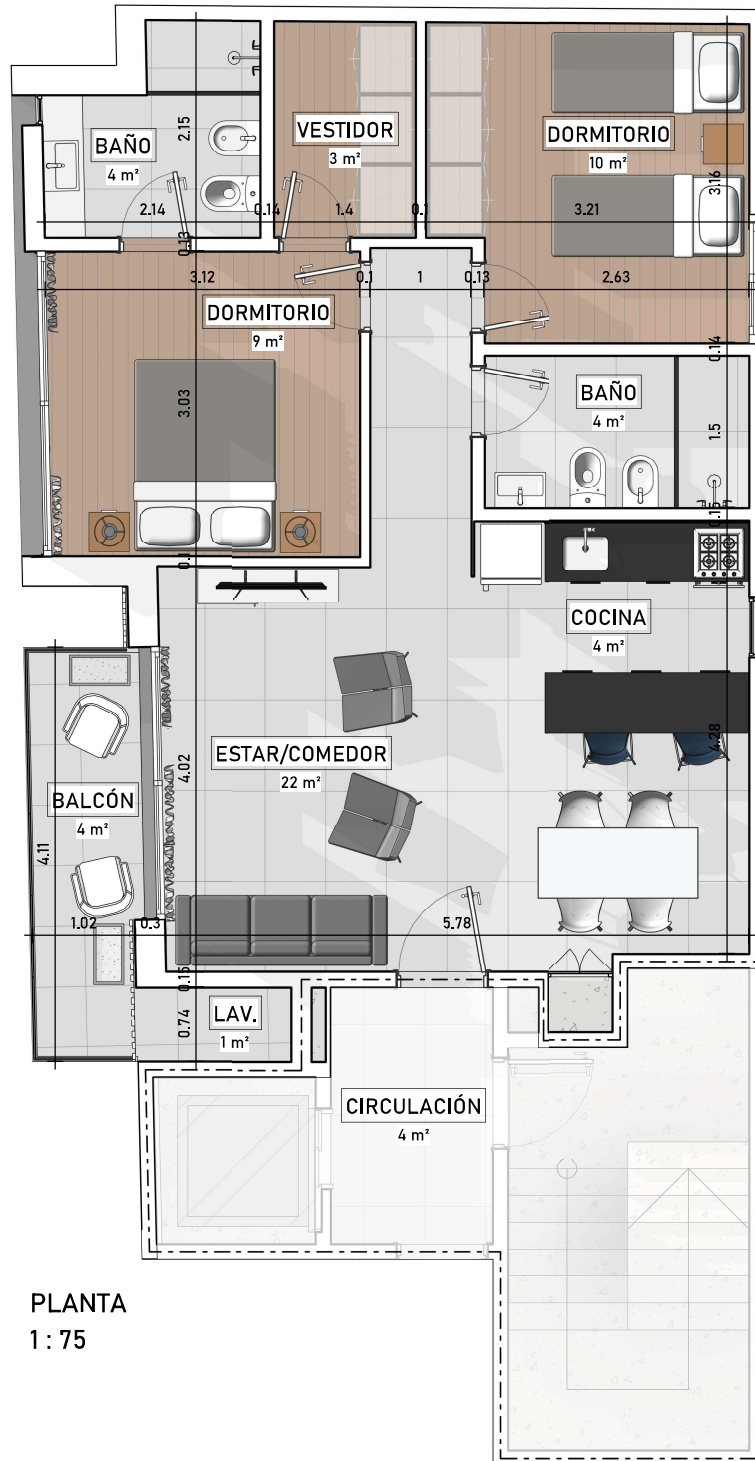 BAÑO
4 m²
2.15
VESTIDOR
3 m²
DORMITORIO
10 m²
3.16
2.14
0.14
1.4
3.21
0.13
3.12
0.1
1
0.13
2.63
DORMITORIO
9 m²
0.14
3.03
BAÑO
4 m²
1.5
0.15
0.1
COCINA
4 m²
4.28
ESTAR/COMEDOR
22 m²
4.02
BALCÓN
4 m²
4.11
1.02
0.3
5.78
0.15
0.74
LAV.
1 m²
CIRCULACIÓN
4 m²
PLANTA
1 : 75